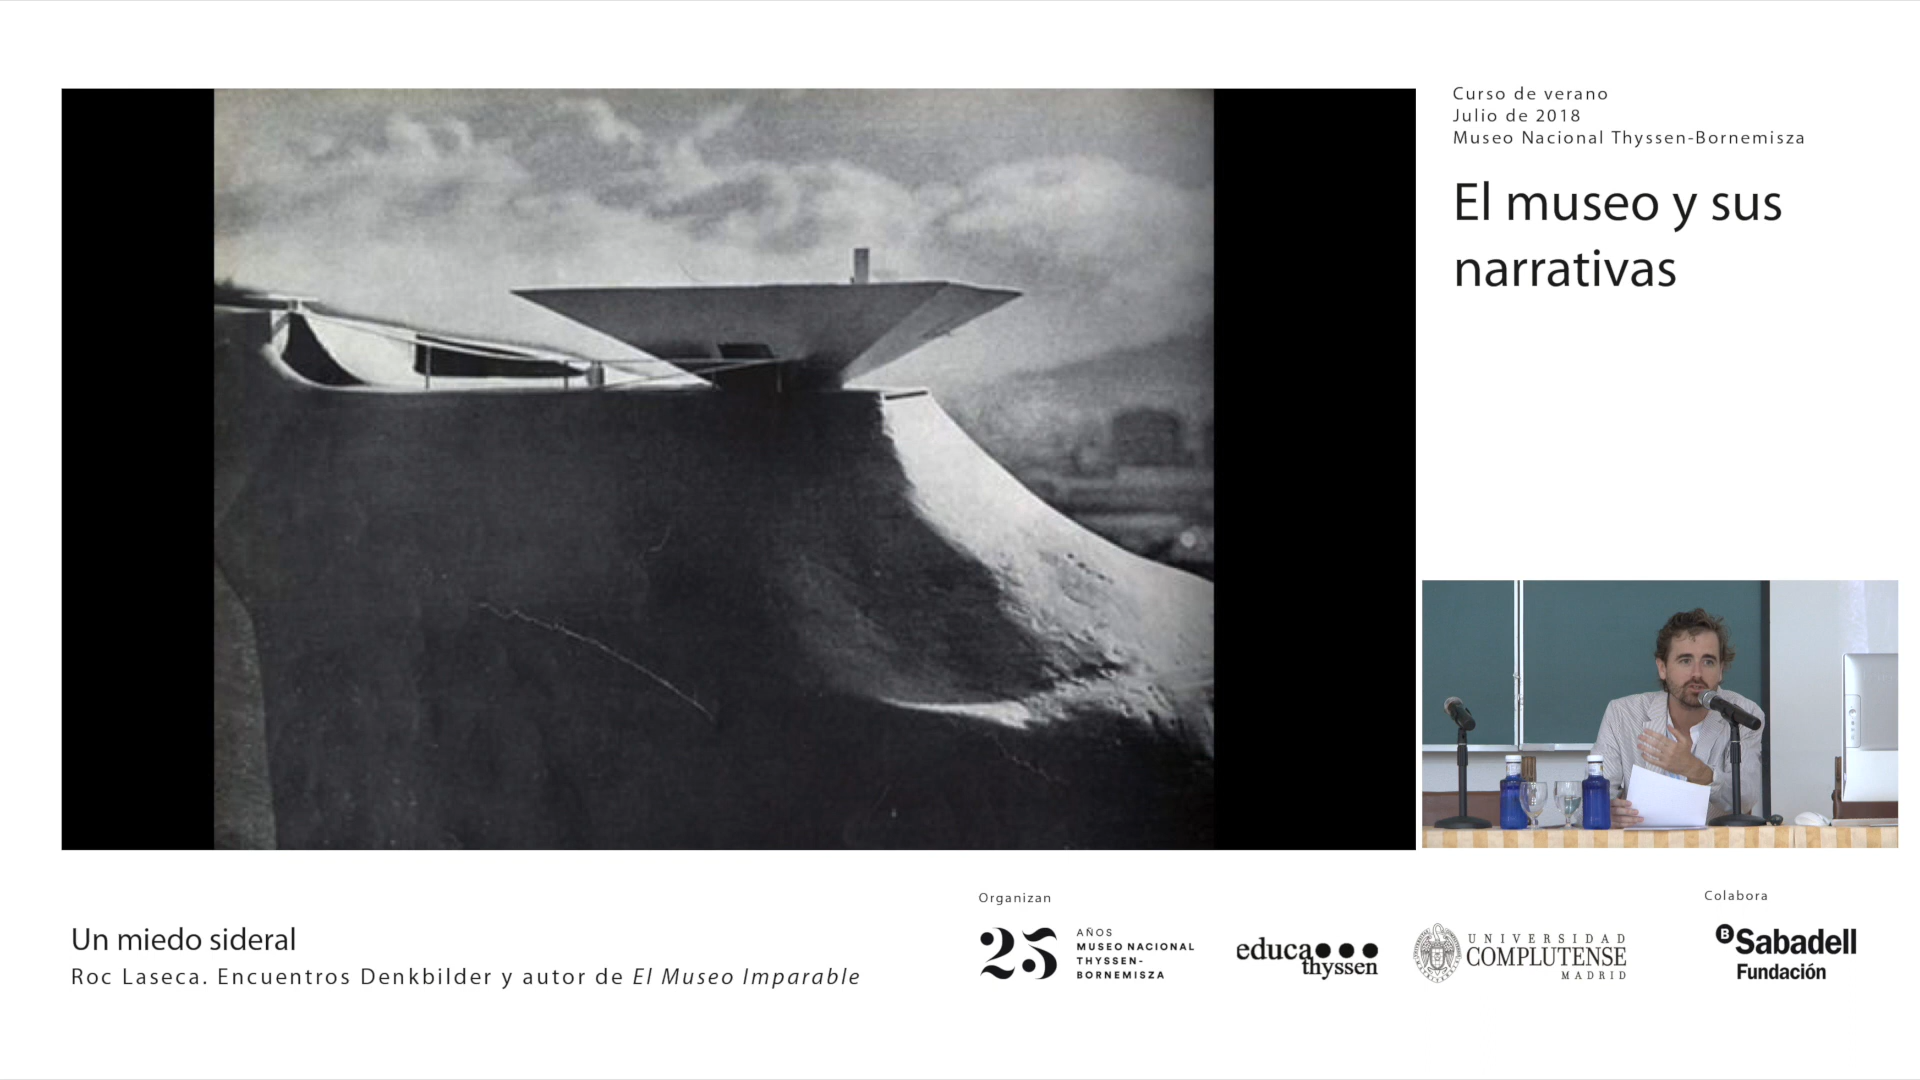 Curso de verano
Julio de 2018
Museo Nacional Thyssen-Bornemisza
El museo y sus
narrativas
Un miedo sideral
Roc Laseca. Encuentros Denkbilder y autor de El Museo Imparable
Organizan
25
AÑOS
MUSEO NACIONAL
THYSSEN-
BORNEMISZA
educa
thyssen
UNIVERSIDAD
COMPLUTENSE
MADRID
Colabora
B Sabadell
Fundación